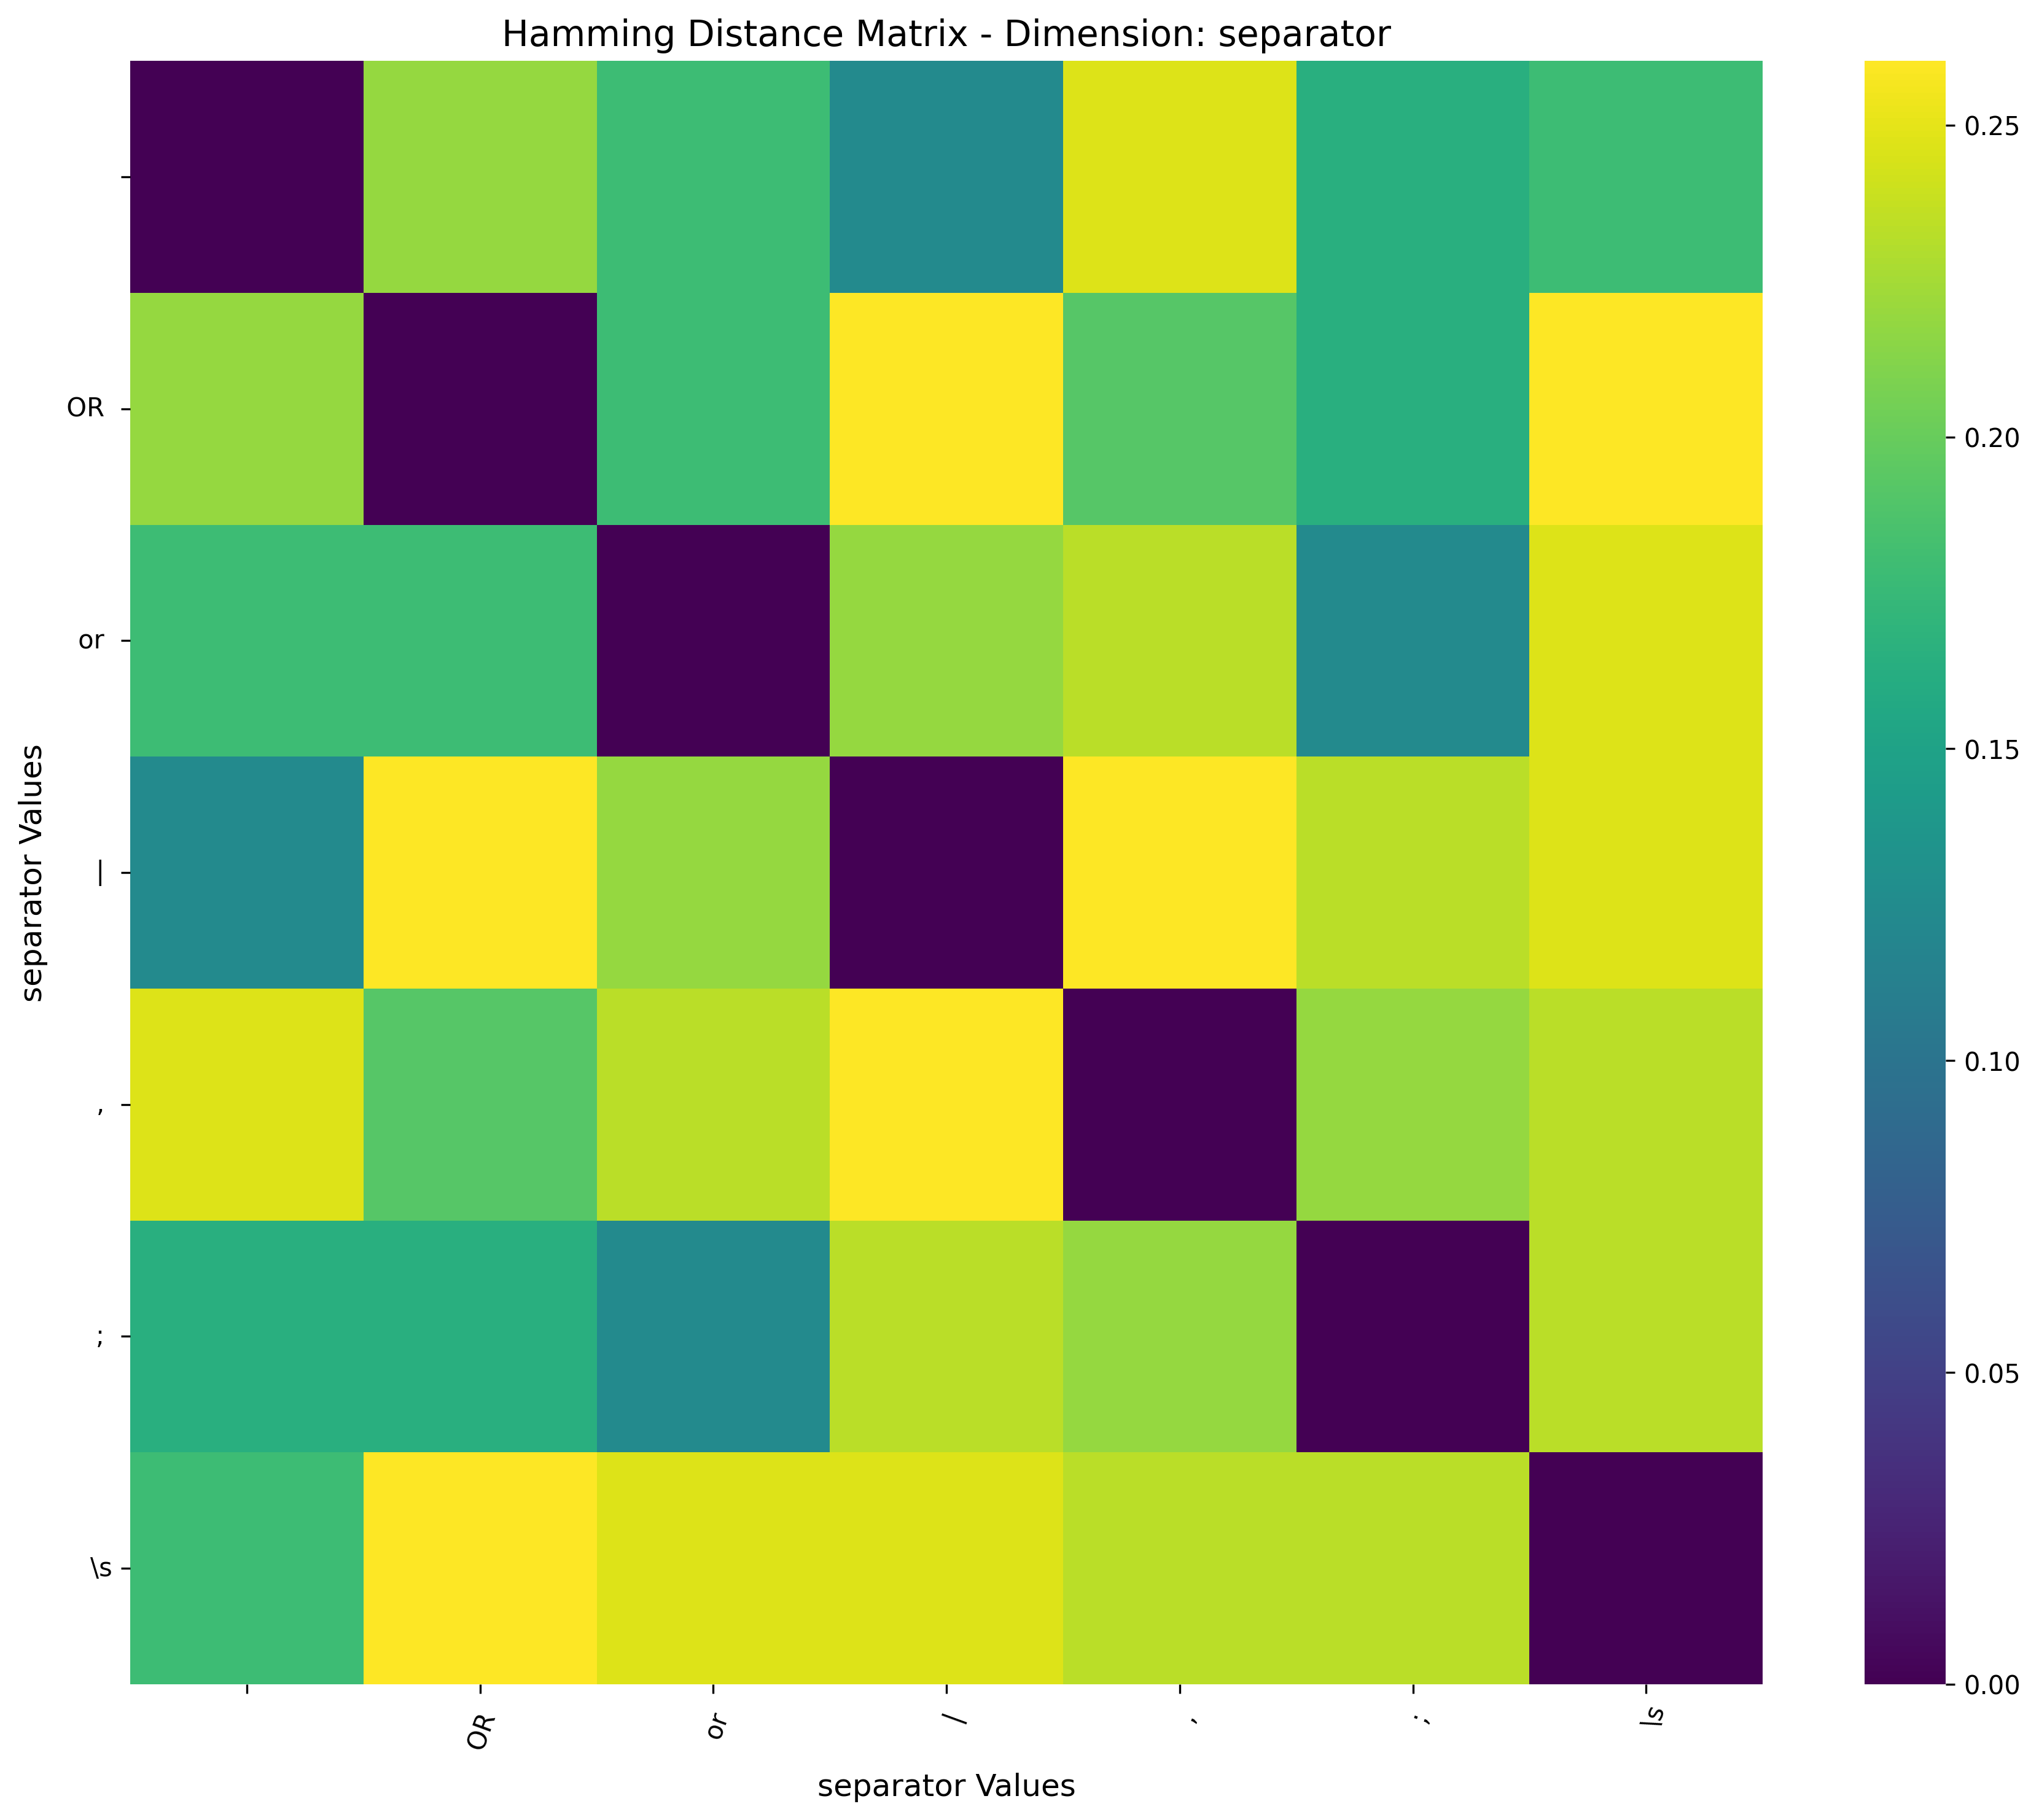 Hamming Distance Matrix - Dimension: separator
separator Values
OR
or
|
,
;
\s
OR
or
|
,
;
\s
separator Values
0.25
0.20
0.15
0.10
0.05
0.00